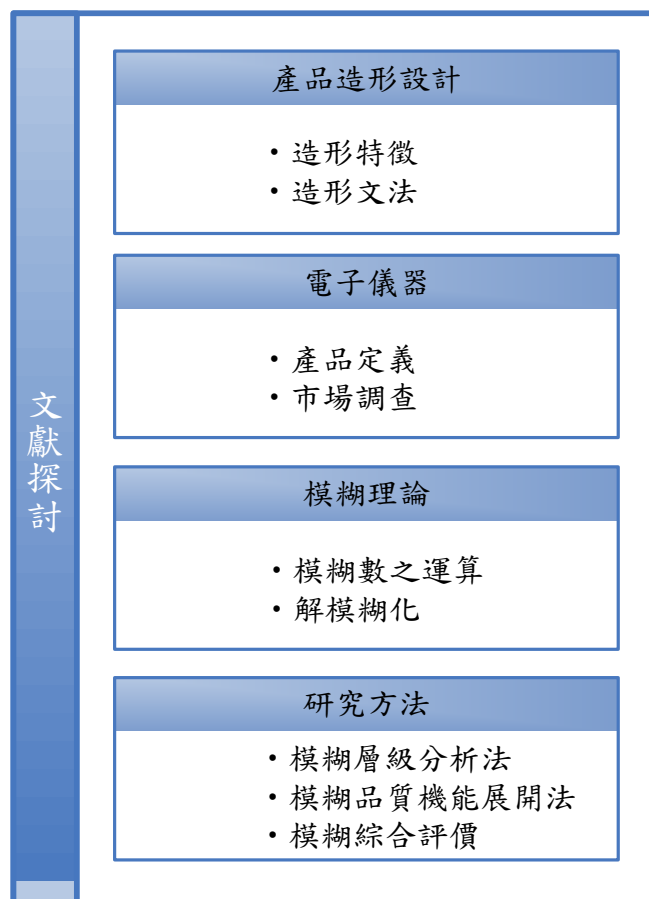 文獻探討
產品造形設計
・造形特徵
・造形文法
電子儀器
・產品定義
・市場調查
模糊理論
・模糊數之運算
・解模糊化
研究方法
・模糊層級分析法
・模糊品質機能展開法
・模糊綜合評價